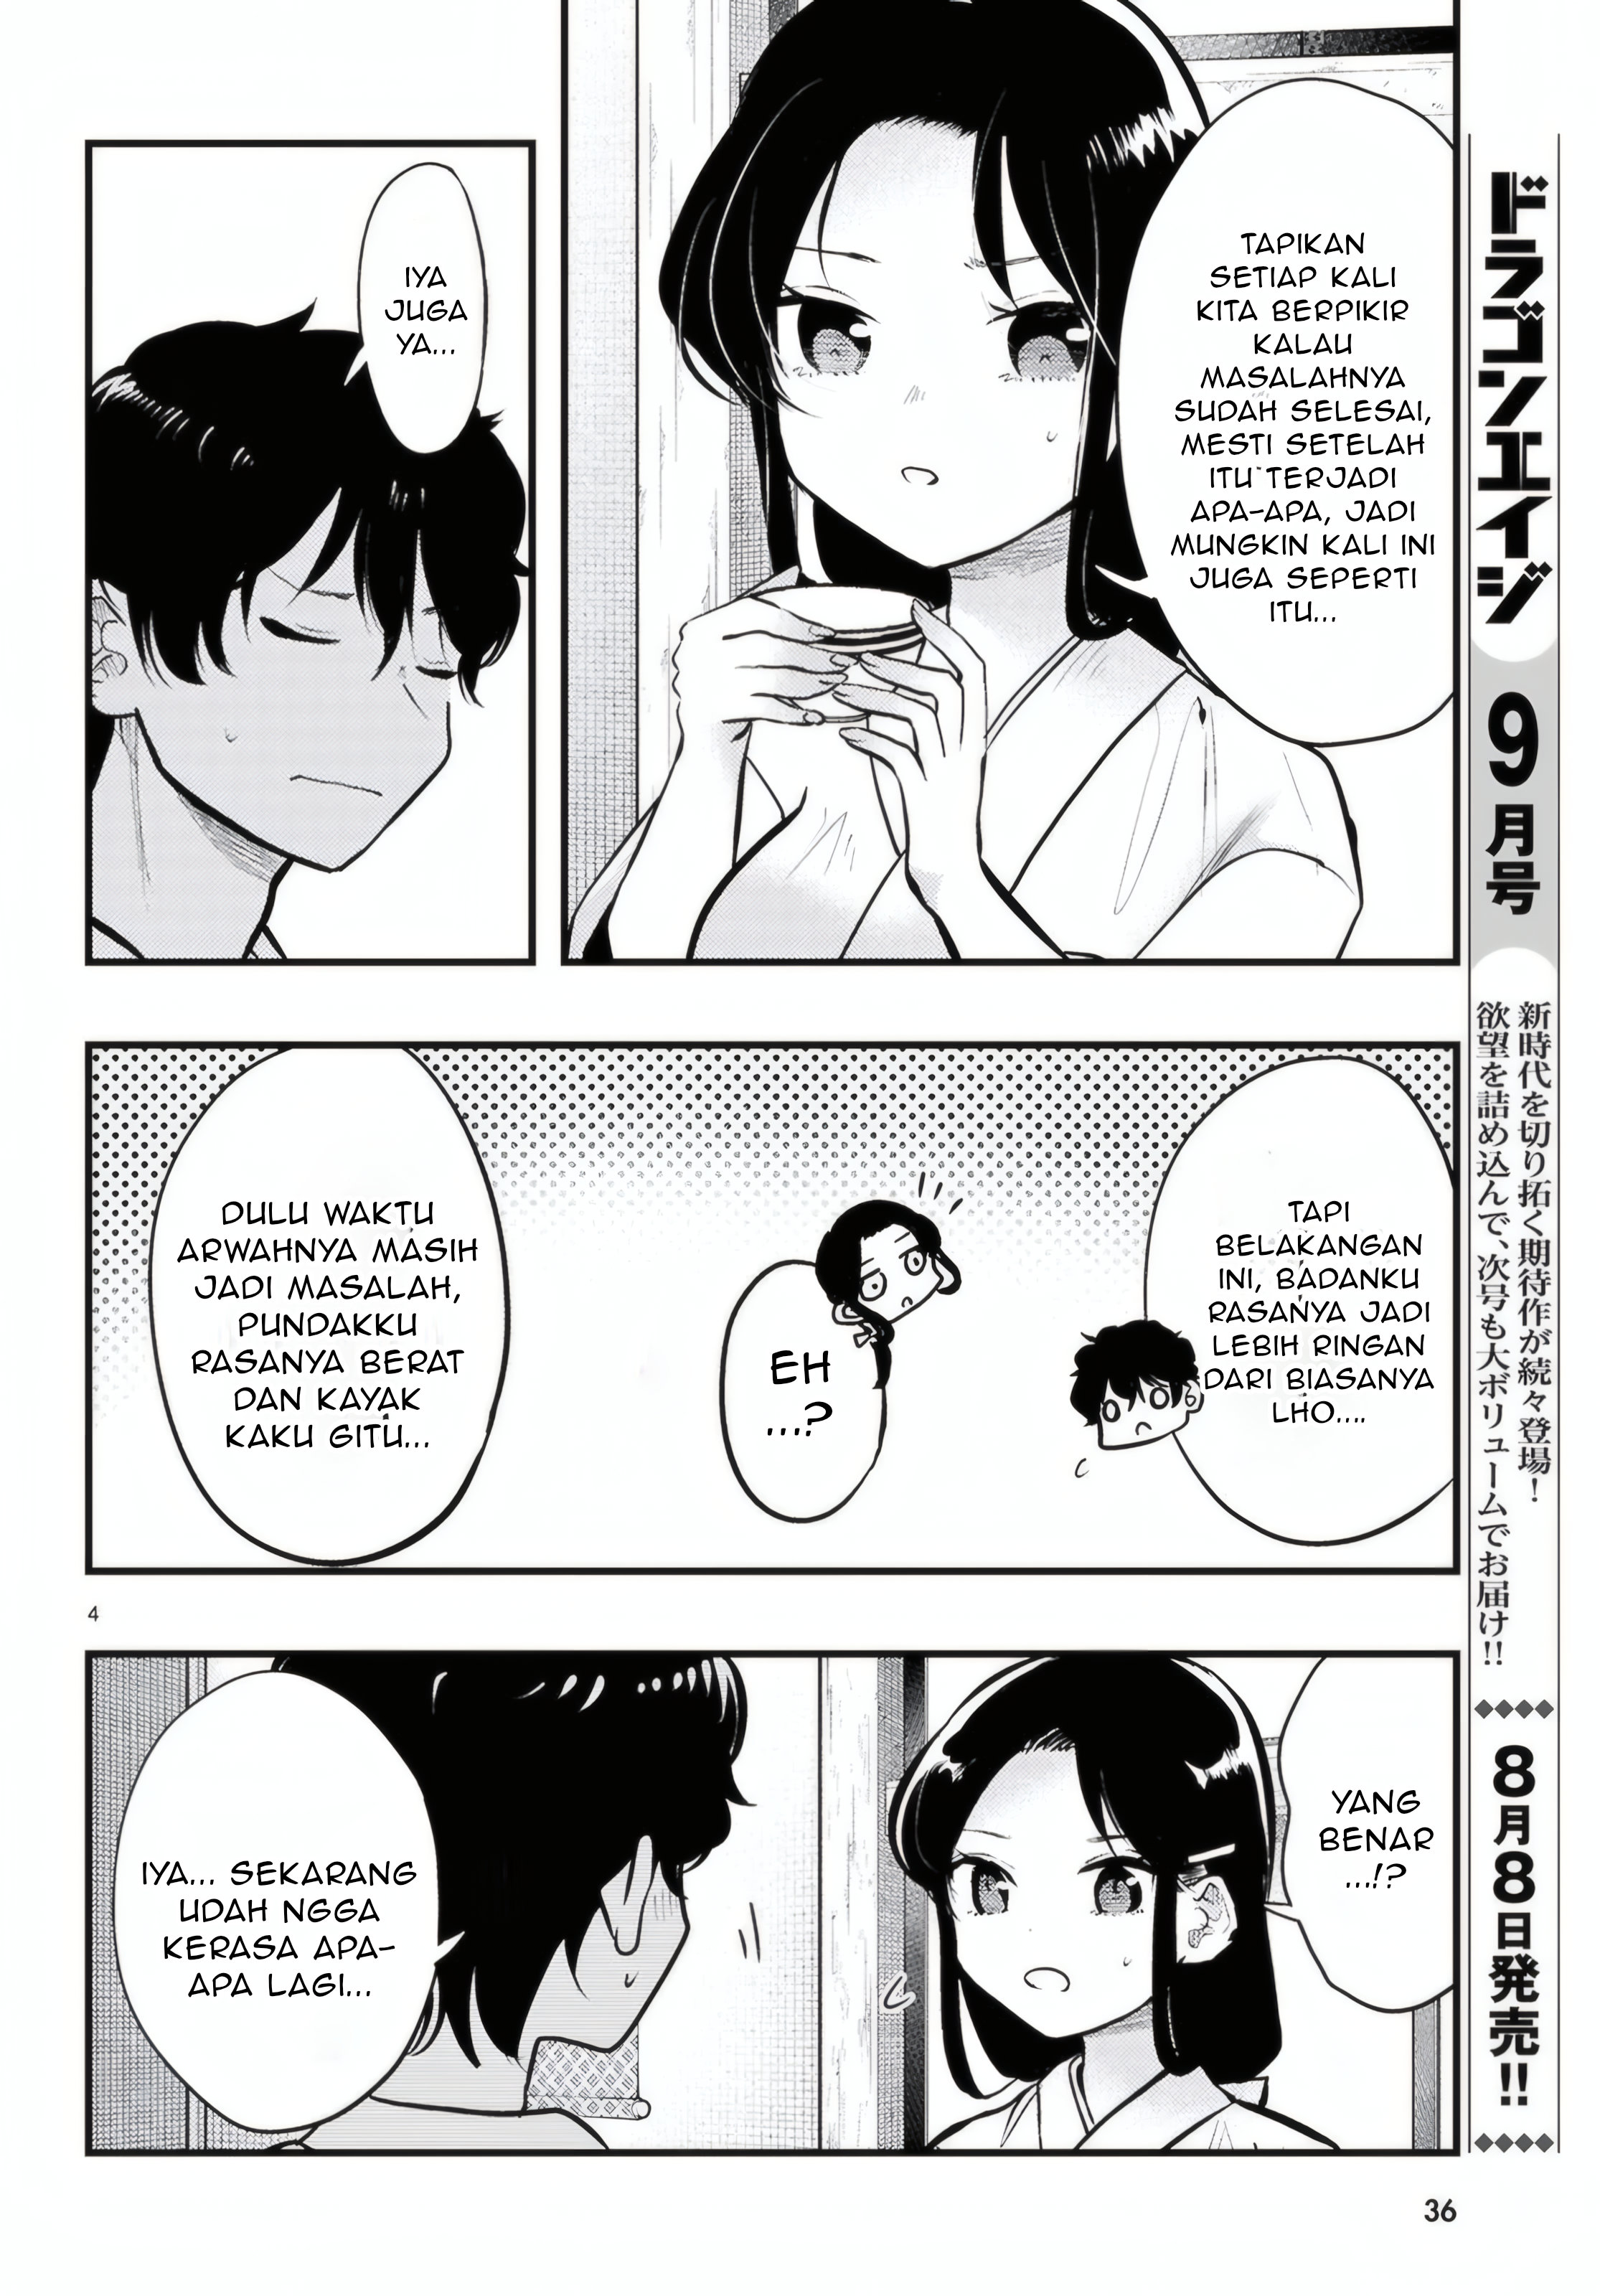 TAPIKAN
SETIAP KALI
KITA BERPIKIR
KALAU
MASALAHNYA
SUDAH SELESAI,
MESTI SETELAH
ITU TERJADI
APA-APA, JADI
MUNGKIN KALI INI
JUGA SEPERTI
ITU...
IYA
JUGA
YA...
TAPI
BELAKANGAN
INI, BADANKU
RASANYA JADI
LEBIH RINGAN
DARI BIASANYA
LHO....
EH
...?
DULU WAKTU
ARWAHNYA MASIH
JADI MASALAH,
PUNDAKKU
RASANYA BERAT
DAN KAYAK
KAKU GITU...
4
YANG
BENAR
...!?
IYA... SEKARANG
UDAH NGGA
KERASA APA-
APA LAGI...
ドラゴンエイジ
9月号
新時代を切り拓く期待作が続々登場!
欲望を詰め込んで、次号も大ボリュームでお届け!!
8月8日発売!!
36